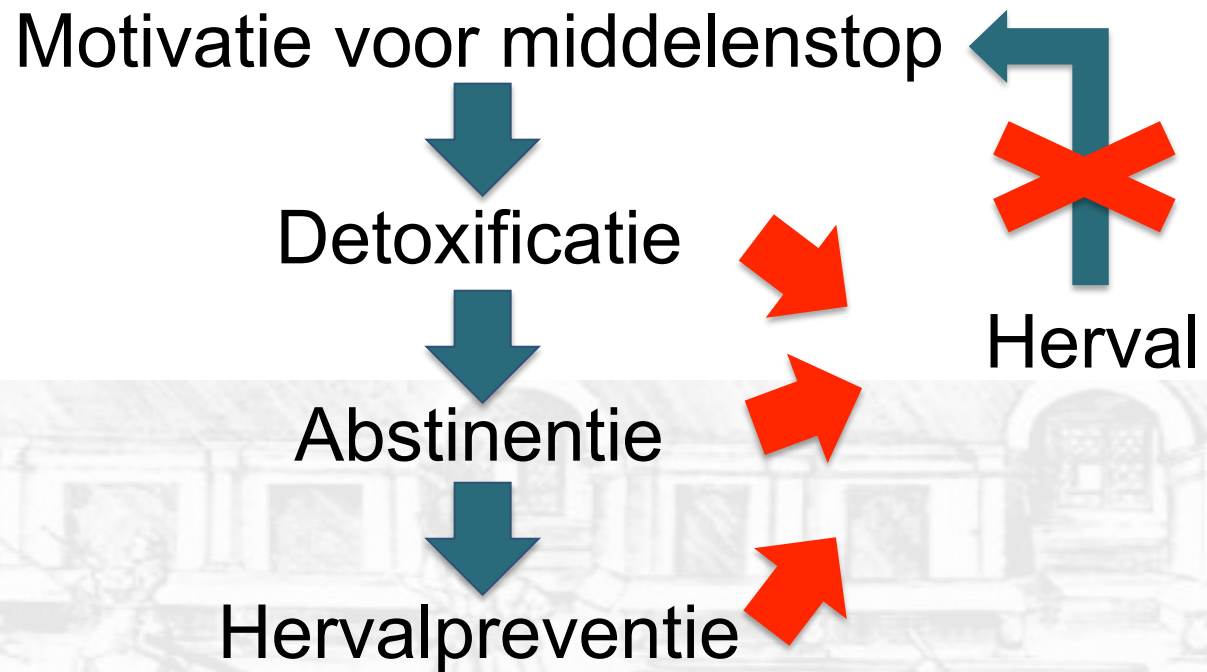 Motivatie voor middelenstop
Detoxificatie
Herval
Abstinentie
Hervalpreventie